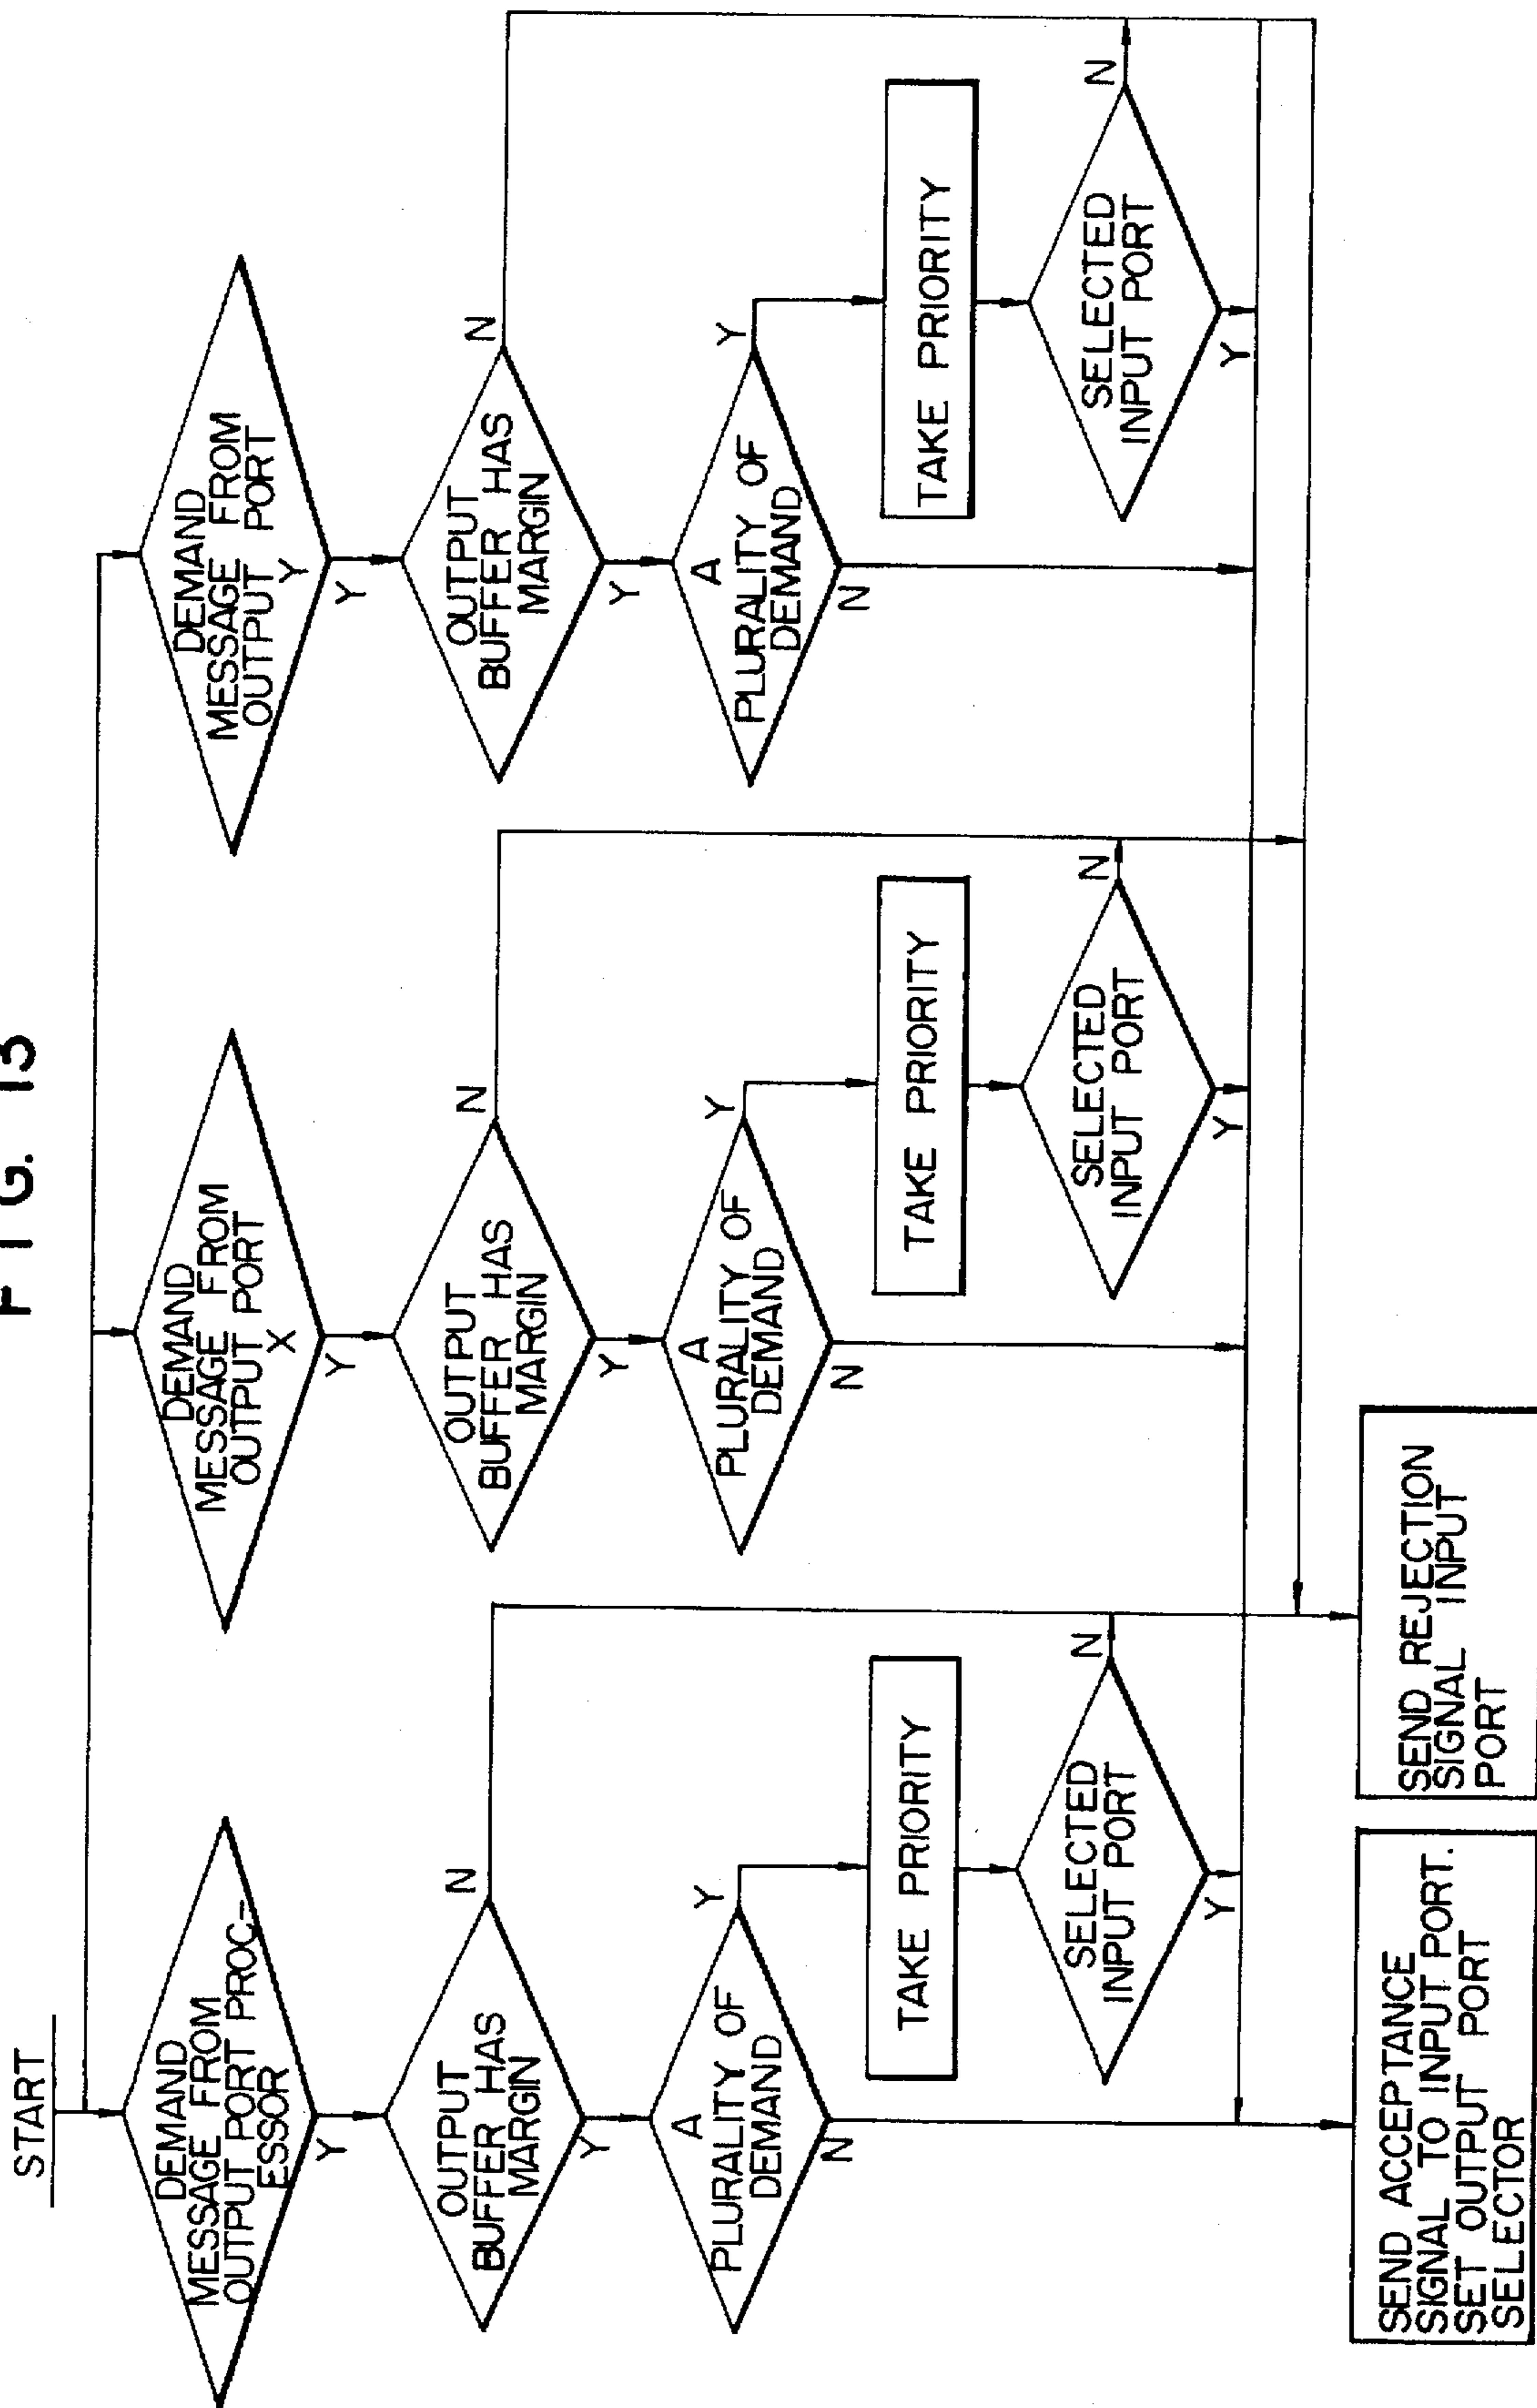 F I G. 13
START
DEMAND
MESSAGE FROM
OUTPUT PORT PROC-
ESSOR
Y
OUTPUT
BUFFER HAS
MARGIN
N
Y
A
PLURALITY OF
DEMAND
Y
N
TAKE PRIORITY
SELECTED
INPUT PORT
N
Y
DEMAND
MESSAGE FROM
OUTPUT PORT
X
Y
OUTPUT
BUFFER HAS
MARGIN
N
Y
A
PLURALITY OF
DEMAND
Y
N
TAKE PRIORITY
SELECTED
INPUT PORT
N
Y
DEMAND
MESSAGE FROM
OUTPUT PORT
Y
Y
OUTPUT
BUFFER HAS
MARGIN
N
Y
A
PLURALITY OF
DEMAND
Y
N
TAKE PRIORITY
SELECTED
INPUT PORT
N
Y
SEND ACCEPTANCE
SIGNAL TO INPUT PORT.
SET OUTPUT PORT
SELECTOR
SEND REJECTION
SIGNAL INPUT
PORT